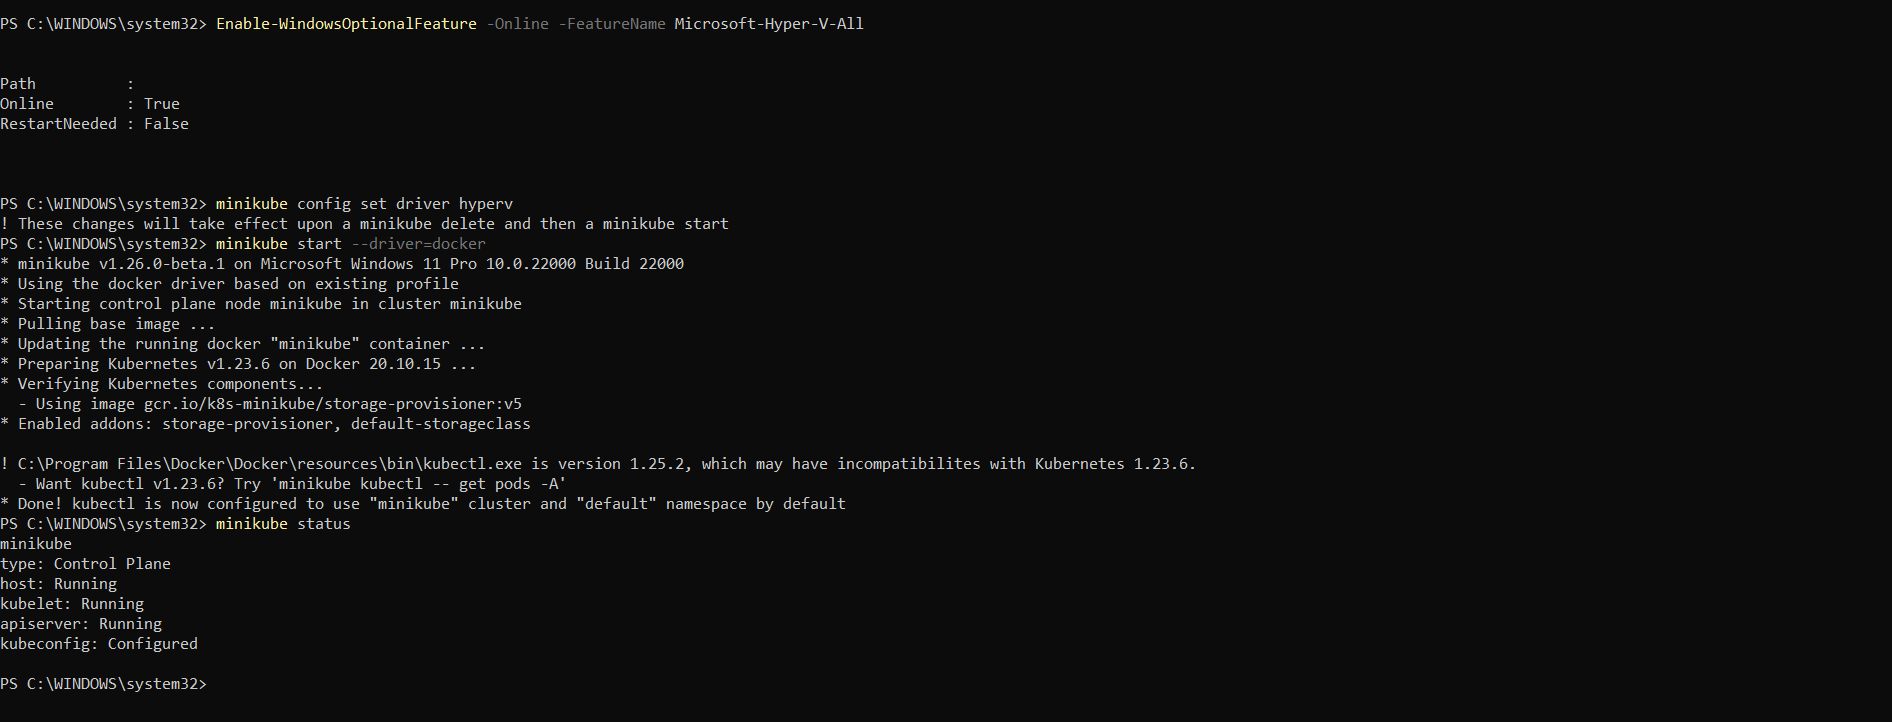 PS C:\WINDOWS\system32> Enable-WindowsOptionalFeature -Online -FeatureName Microsoft-Hyper-V-All
Path          :
Online        : True
RestartNeeded : False
PS C:\WINDOWS\system32> minikube config set driver hyperv
! These changes will take effect upon a minikube delete and then a minikube start
PS C:\WINDOWS\system32> minikube start --driver=docker
* minikube v1.26.0-beta.1 on Microsoft Windows 11 Pro 10.0.22000 Build 22000
* Using the docker driver based on existing profile
* Starting control plane node minikube in cluster minikube
* Pulling base image ...
* Updating the running docker "minikube" container ...
* Preparing Kubernetes v1.23.6 on Docker 20.10.15 ...
* Verifying Kubernetes components...
  - Using image gcr.io/k8s-minikube/storage-provisioner:v5
* Enabled addons: storage-provisioner, default-storageclass
! C:\Program Files\Docker\Docker\resources\bin\kubectl.exe is version 1.25.2, which may have incompatibilites with Kubernetes 1.23.6.
  - Want kubectl v1.23.6? Try 'minikube kubectl -- get pods -A'
* Done! kubectl is now configured to use "minikube" cluster and "default" namespace by default
PS C:\WINDOWS\system32> minikube status
minikube
type: Control Plane
host: Running
kubelet: Running
apiserver: Running
kubeconfig: Configured
PS C:\WINDOWS\system32>